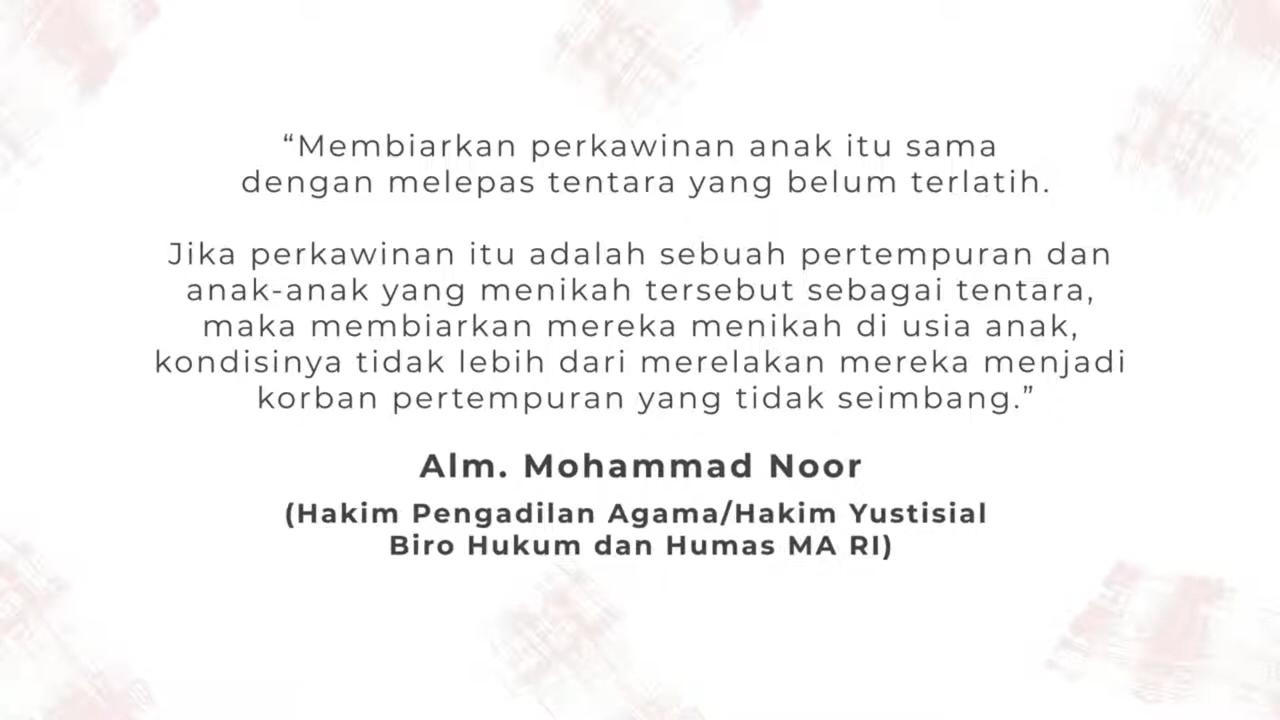 “Membiarkan perkawinan anak itu sama
dengan melepas tentara yang belum terlatih.
Jika perkawinan itu adalah sebuah pertempuran dan
anak-anak yang menikah tersebut sebagai tentara,
maka membiarkan mereka menikah di usia anak,
kondisinya tidak lebih dari merelakan mereka menjadi
korban pertempuran yang tidak seimbang.”
Alm. Mohammad Noor
(Hakim Pengadilan Agama/Hakim Yustisial
Biro Hukum dan Humas MA RI)